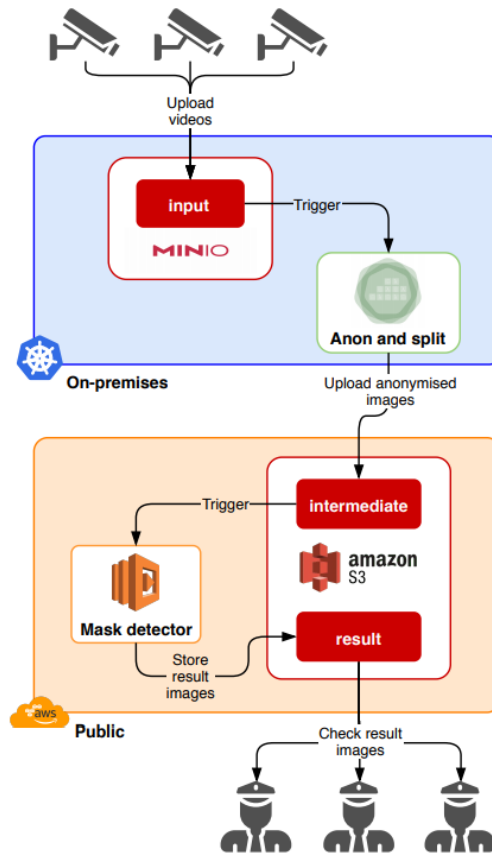 Upload
videos
input
Trigger
MINIO
Anon and split
On-premises
Upload anonymised
images
Trigger
intermediate
amazon
S3
Mask detector
result
Store
result
images
aws
Public
Check result
images